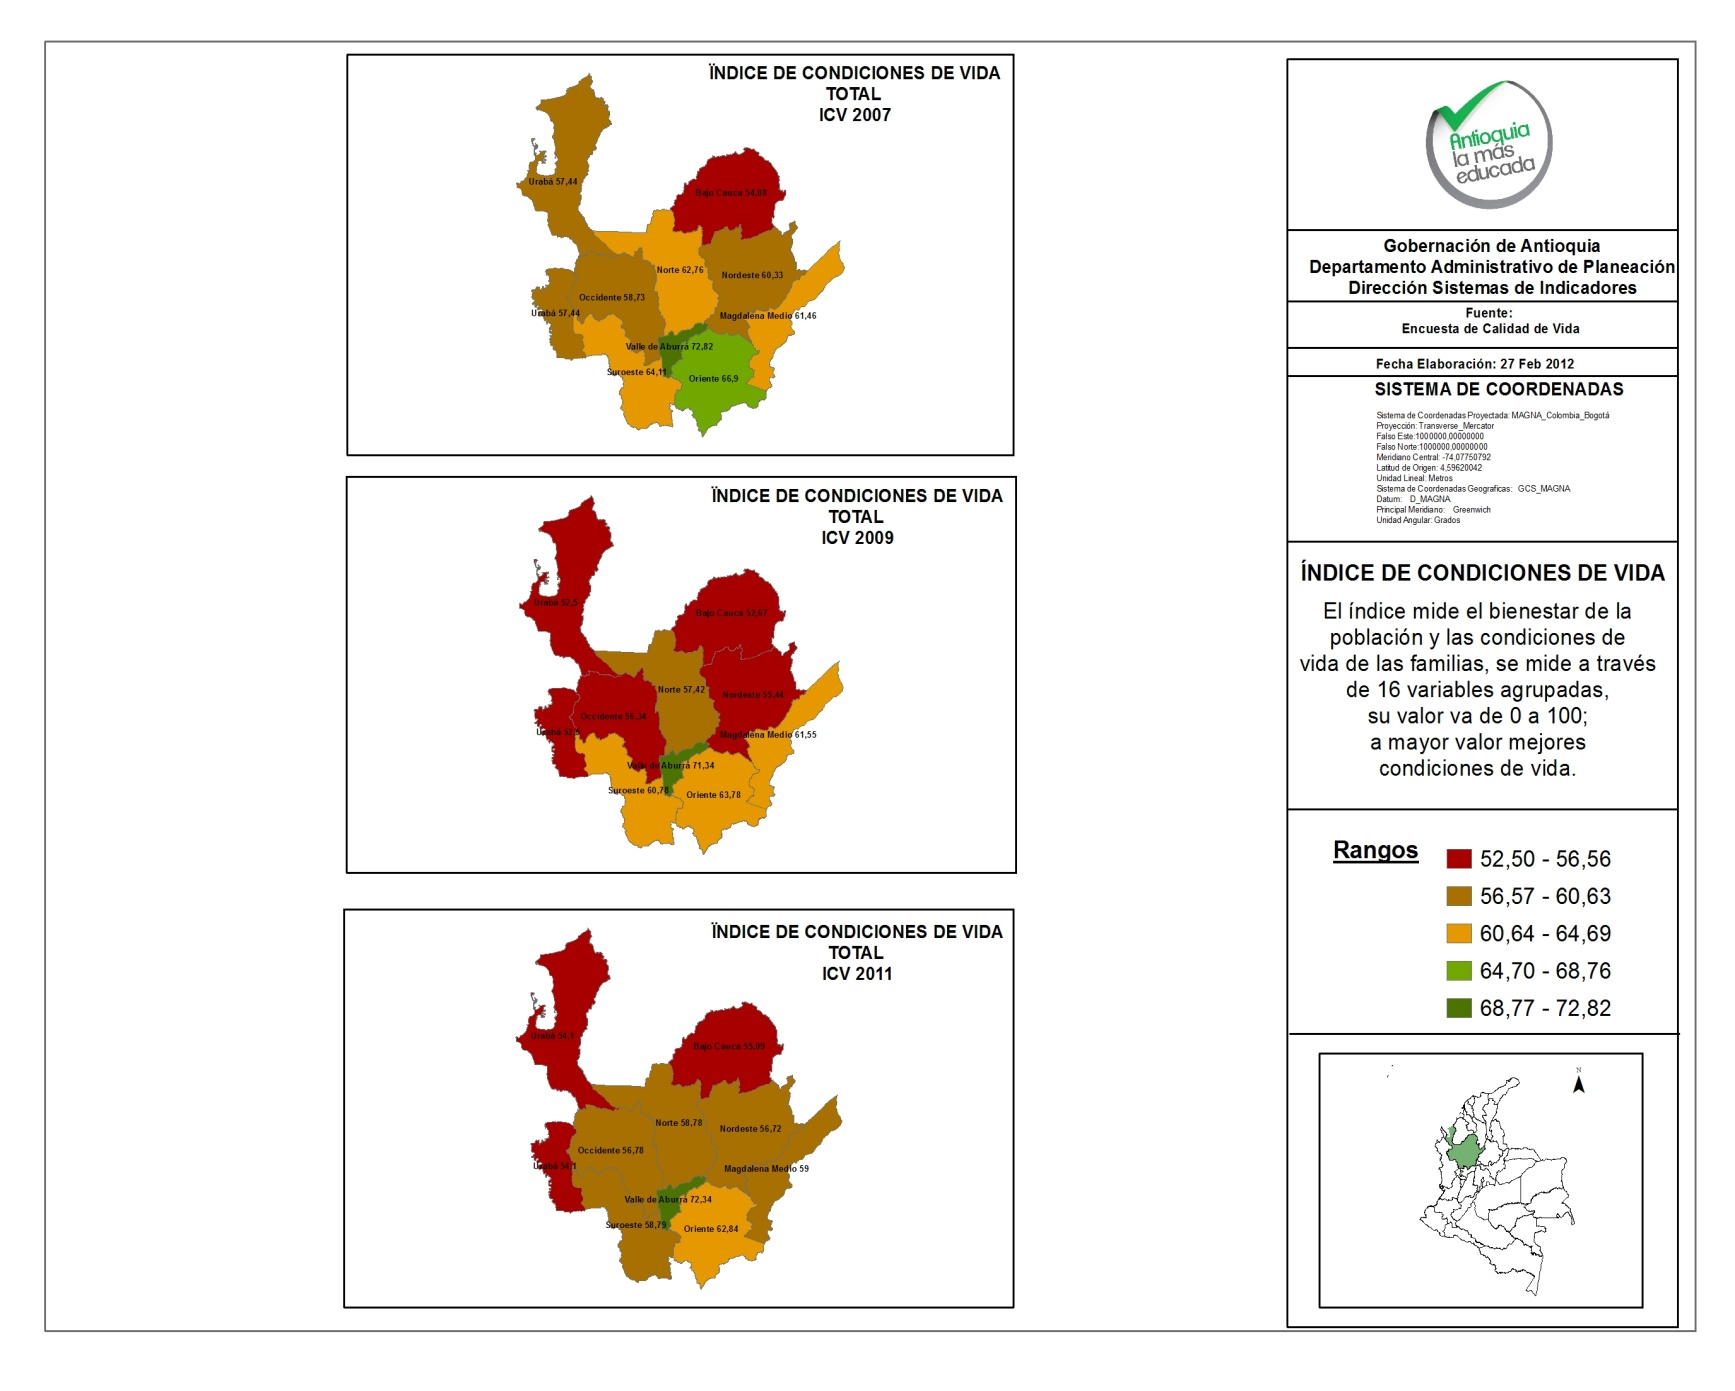 ÏNDICE DE CONDICIONES DE VIDA
TOTAL
ICV 2007
Urabá 57,44
Bajo Cauca 54,88
Norte 62,76
Nordeste 60,33
Occidente 58,73
Urabá 57,44
Magdalena Medio 61,46
Valle de Aburrá 72,82
Suroeste 64,11
Oriente 66,9
ÏNDICE DE CONDICIONES DE VIDA
TOTAL
ICV 2009
Urabá 52,5
Bajo Cauca 52,67
Norte 57,42
Nordeste 55,44
Occidente 56,34
Urabá 52,5
Magdalena Medio 61,55
Valle de Aburrá 71,34
Suroeste 60,78
Oriente 63,78
ÏNDICE DE CONDICIONES DE VIDA
TOTAL
ICV 2011
Urabá 54,1
Bajo Cauca 55,09
Norte 58,78
Nordeste 56,72
Occidente 56,78
Urabá 54,1
Magdalena Medio 59
Valle de Aburrá 72,34
Suroeste 58,79
Oriente 62,84
Antioquia
la más
educada
Gobernación de Antioquia
Departamento Administrativo de Planeación
Dirección Sistemas de Indicadores
Fuente:
Encuesta de Calidad de Vida
Fecha Elaboración: 27 Feb 2012
SISTEMA DE COORDENADAS
Sistema de Coordenadas Proyectada: MAGNA_Colombia_Bogotá
Proyección: Transverse_Mercator
Falso Este:1000000,00000000
Falso Norte:1000000,00000000
Meridiano Central: -74,07750792
Latitud de Origen: 4,59620042
Unidad Lineal: Metros
Sistema de Coordenadas Geograficas: GCS_MAGNA
Datum: D_MAGNA
Principal Meridiano: Greenwich
Unidad Angular: Grados
ÍNDICE DE CONDICIONES DE VIDA
El índice mide el bienestar de la
población y las condiciones de
vida de las familias, se mide a través
de 16 variables agrupadas,
su valor va de 0 a 100;
a mayor valor mejores
condiciones de vida.
Rangos
52,50 - 56,56
56,57 - 60,63
60,64 - 64,69
64,70 - 68,76
68,77 - 72,82
N